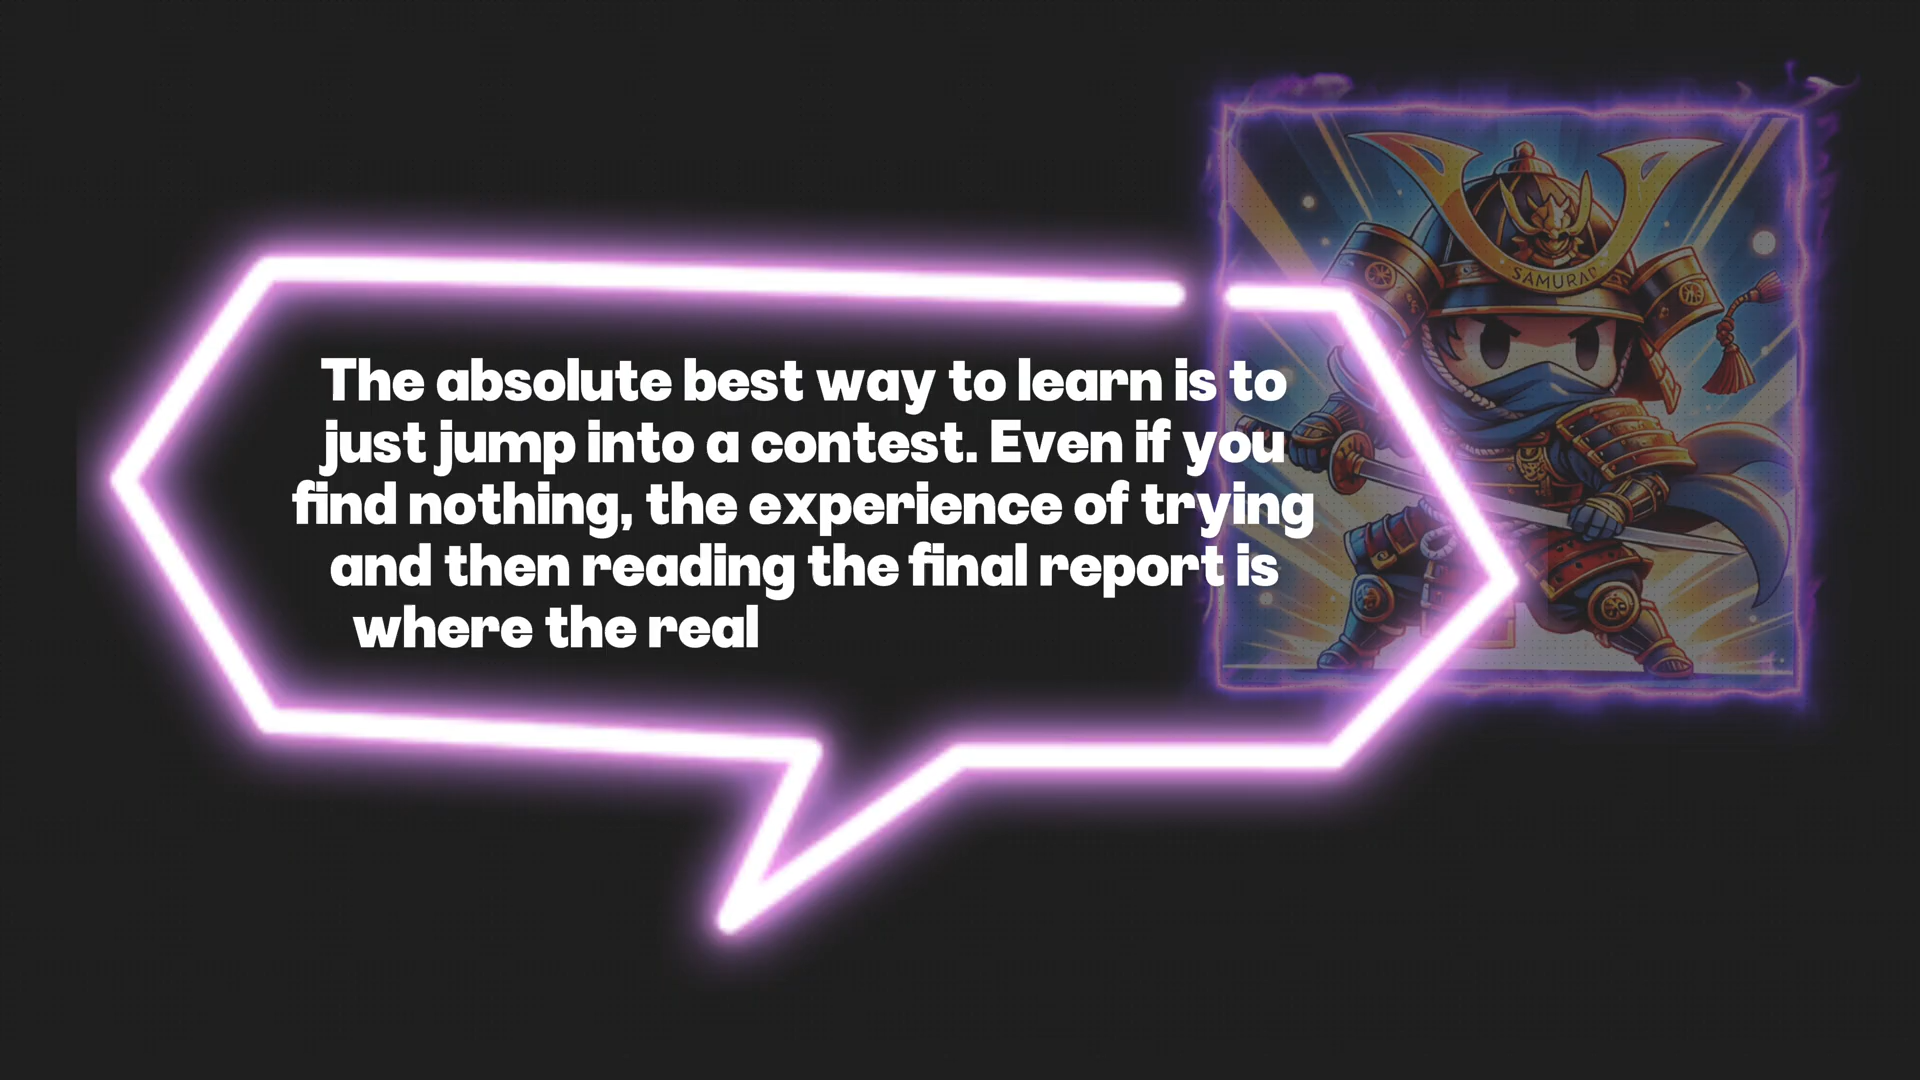 SAMURAI
The absolute best way to learn is to
just jump into a contest. Even if you
find nothing, the experience of trying
and then reading the final report is
where the real